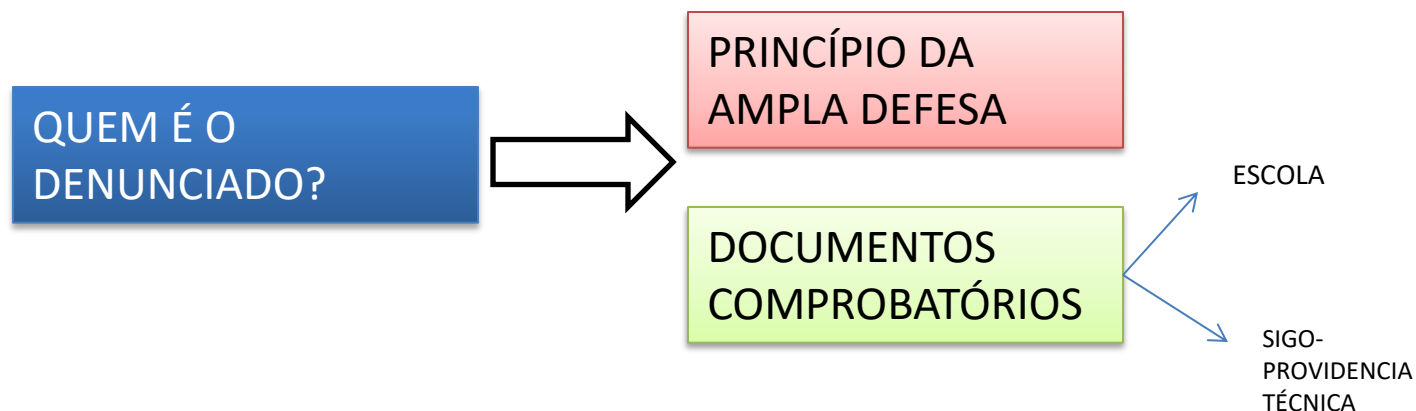 QUEM É O
DENUNCIADO?
PRINCÍPIO DA
AMPLA DEFESA
DOCUMENTOS
COMPROBATÓRIOS
ESCOLA
SIGO-
PROVIDENCIA
TÉCNICA